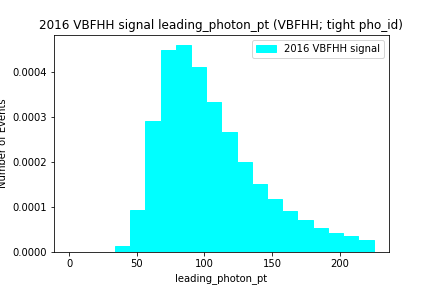 2016 VBFHH signal leading_photon_pt (VBFHH; tight pho_id)
2016 VBFHH signal
Number of Events
0.0004
0.0003
0.0002
0.0001
0.0000
0
50
100
150
200
leading_photon_pt